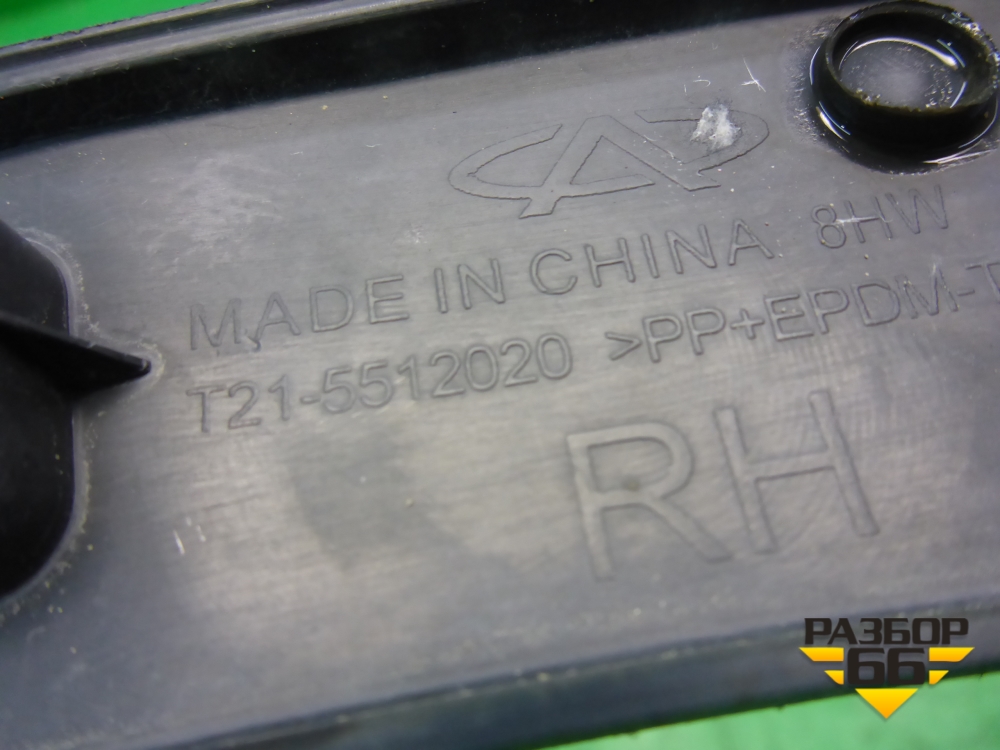 MADE IN CHINA 8HW
T21-5512020 >PP+EPDM-T
RH
РАЗБОР
66